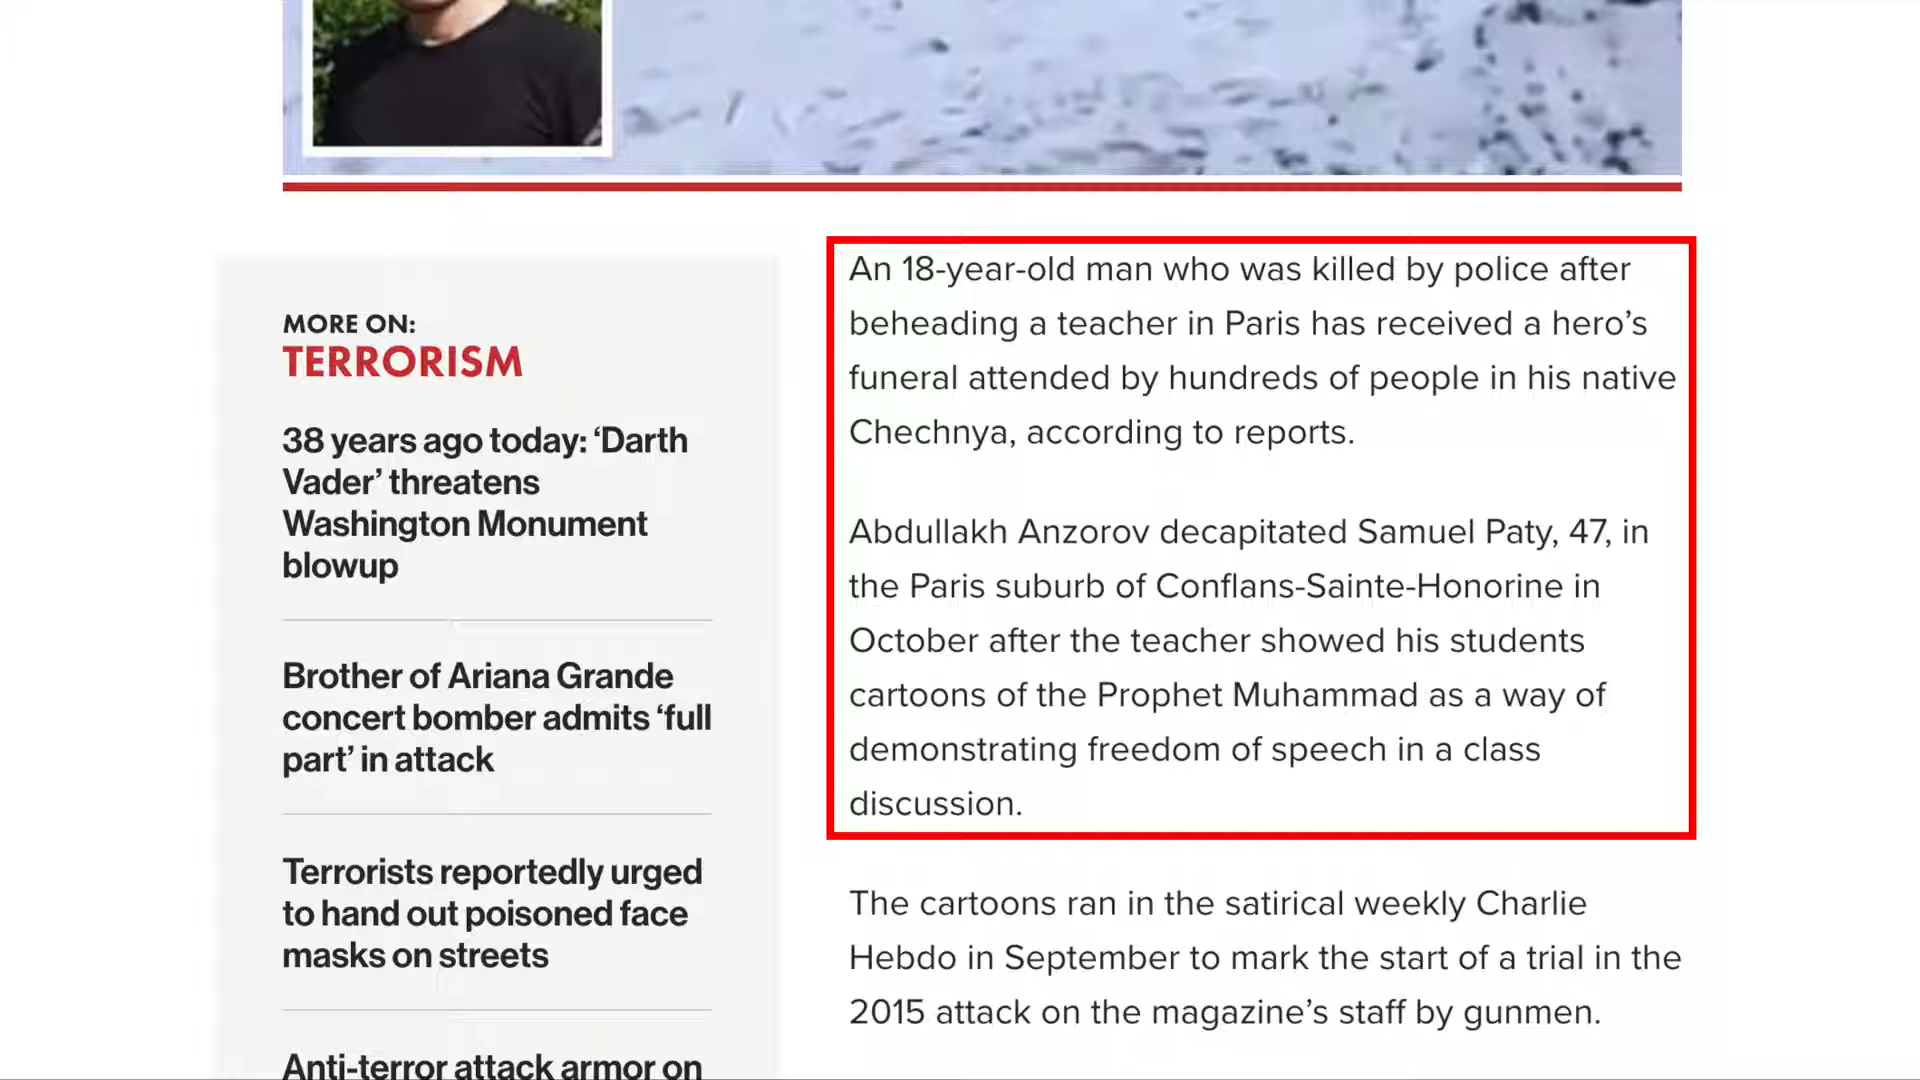 MORE ON:
TERRORISM
38 years ago today: ‘Darth
Vader’ threatens
Washington Monument
blowup
Brother of Ariana Grande
concert bomber admits ‘full
part’ in attack
Terrorists reportedly urged
to hand out poisoned face
masks on streets
Anti-terror attack armor on
An 18-year-old man who was killed by police after
beheading a teacher in Paris has received a hero’s
funeral attended by hundreds of people in his native
Chechnya, according to reports.
Abdullakh Anzorov decapitated Samuel Paty, 47, in
the Paris suburb of Conflans-Sainte-Honorine in
October after the teacher showed his students
cartoons of the Prophet Muhammad as a way of
demonstrating freedom of speech in a class
discussion.
The cartoons ran in the satirical weekly Charlie
Hebdo in September to mark the start of a trial in the
2015 attack on the magazine’s staff by gunmen.